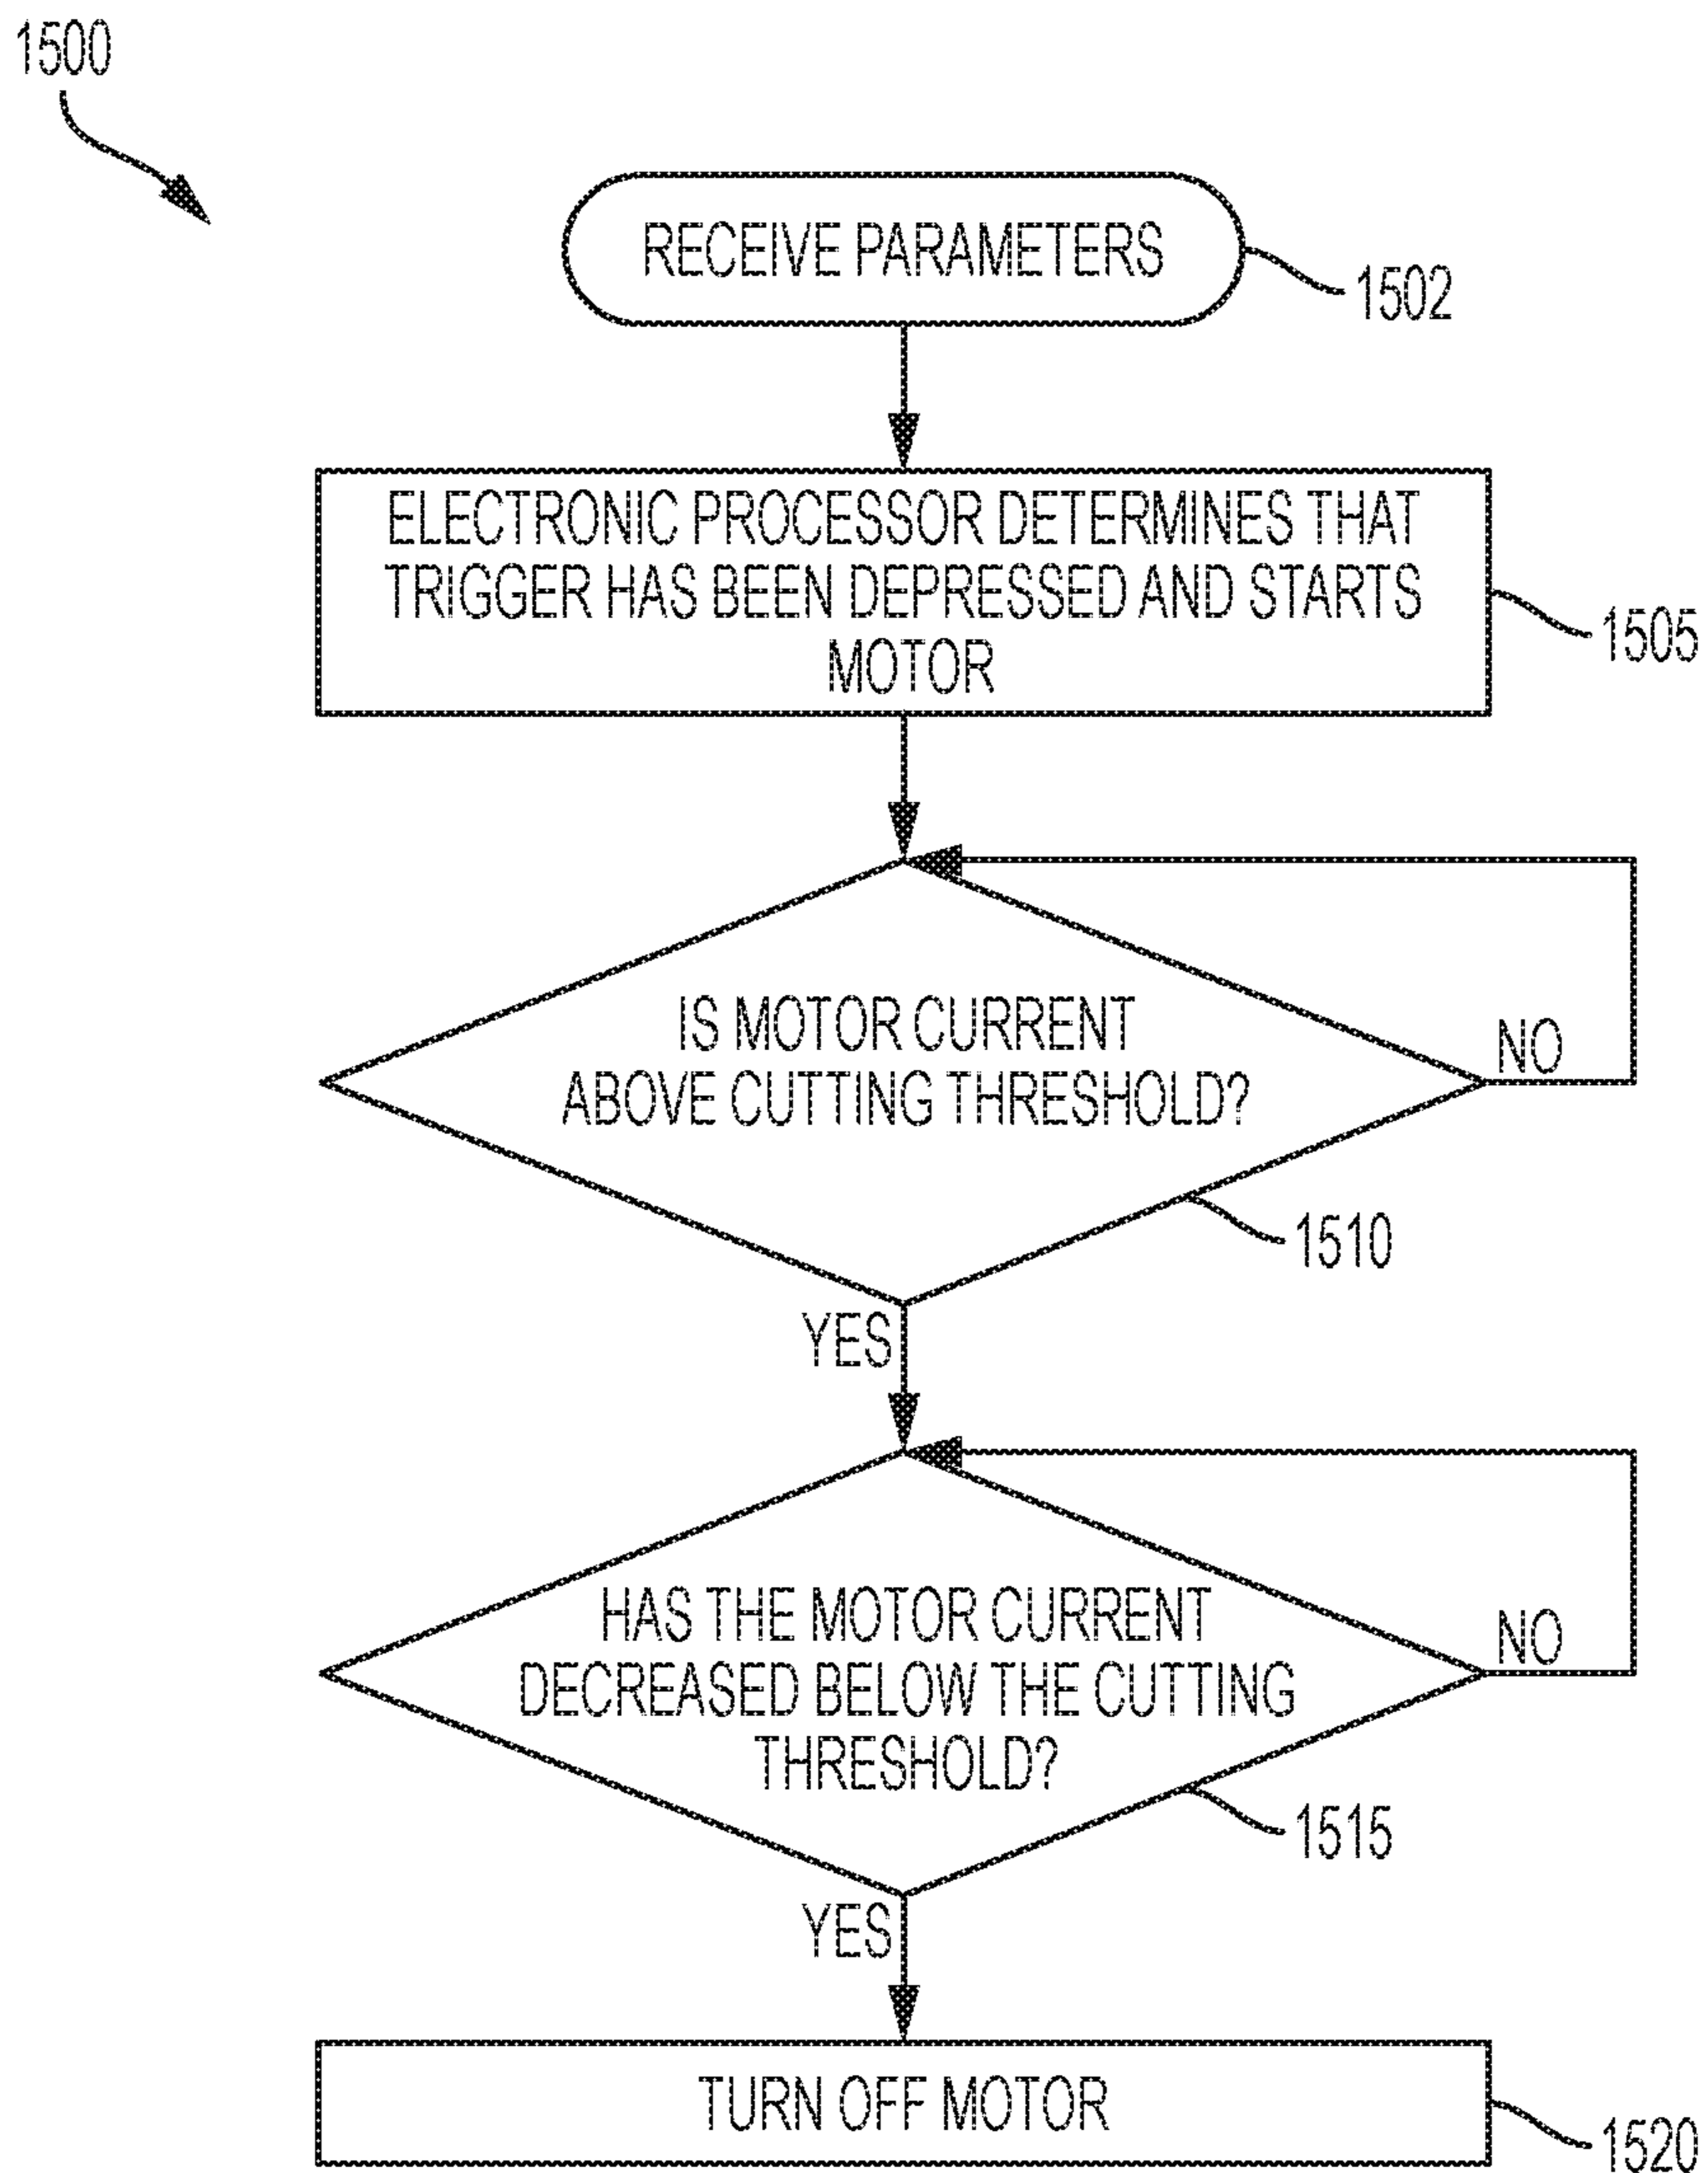 1500
RECEIVE PARAMETERS
1502
ELECTRONIC PROCESSOR DETERMINES THAT
TRIGGER HAS BEEN DEPRESSED AND STARTS
MOTOR
1505
IS MOTOR CURRENT
ABOVE CUTTING THRESHOLD?
NO
1510
YES
HAS THE MOTOR CURRENT
DECREASED BELOW THE CUTTING
THRESHOLD?
NO
1515
YES
TURN OFF MOTOR
1520